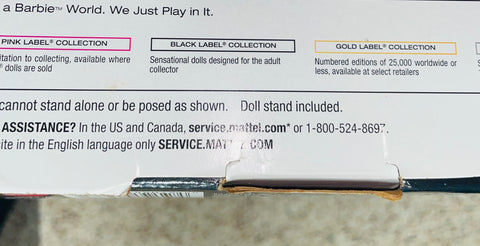 a Barbie™ World. We Just Play in It.
PINK LABEL® COLLECTION
itation to collecting, available where
® dolls are sold
BLACK LABEL® COLLECTION
Sensational dolls designed for the adult
collector
GOLD LABEL® COLLECTION
Numbered editions of 25,000 worldwide or
less, available at select retailers
cannot stand alone or be posed as shown. Doll stand included.
ASSISTANCE? In the US and Canada, service.mattel.com* or 1-800-524-8697.
ite in the English language only SERVICE.MATTEL.COM